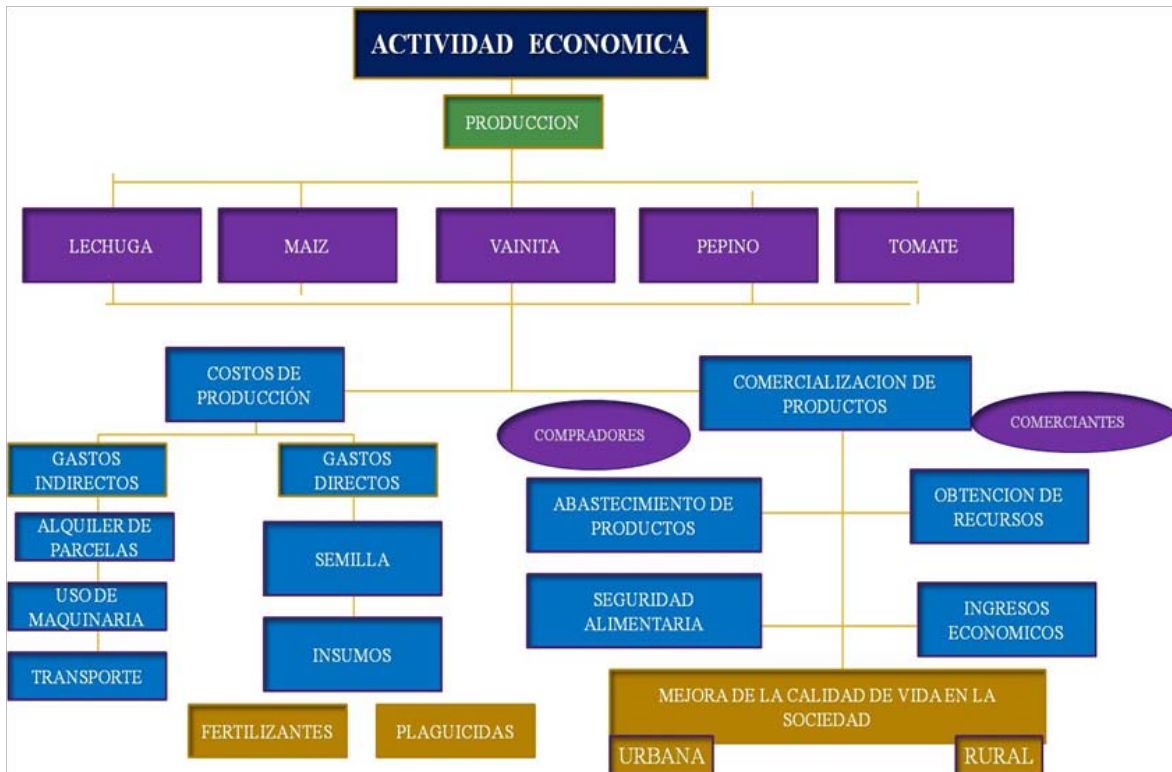 ACTIVIDAD ECONOMICA
PRODUCCION
LECHUGA
MAIZ
VAINITA
PEPINO
TOMATE
COSTOS DE
PRODUCCIÓN
COMERCIALIZACION DE
PRODUCTOS
COMPRADORES
COMERCIANTES
GASTOS
INDIRECTOS
GASTOS
DIRECTOS
ALQUILER DE
PARCELAS
USO DE
MAQUINARIA
TRANSPORTE
SEMILLA
INSUMOS
FERTILIZANTES
PLAGUICIDAS
ABASTECIMIENTO DE
PRODUCTOS
OBTENCION DE
RECURSOS
SEGURIDAD
ALIMENTARIA
INGRESOS
ECONOMICOS
MEJORA DE LA CALIDAD DE VIDA EN LA
SOCIEDAD
URBANA
RURAL